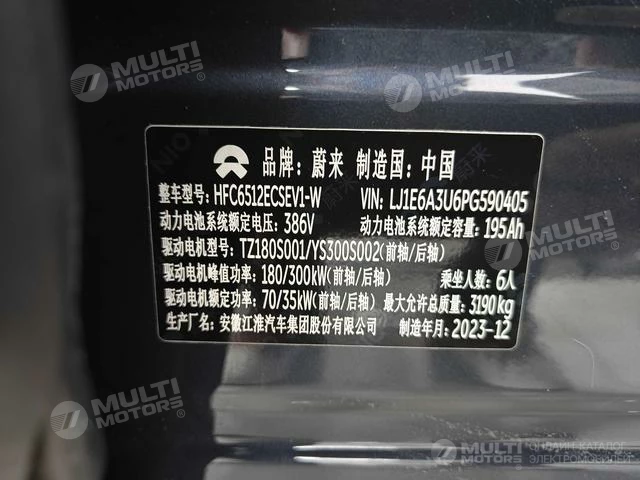 MULTI MOTORS
MULTI MOTORS
品牌：蔚来 制造国：中国
整车型号：HFC6512ECSEV1-W VIN：LJ1E6A3U6PG590405
动力电池系统额定电压：386V 动力电池系统额定容量：195Ah
驱动电机型号：TZ180S001/YS300S002(前轴/后轴)
驱动电机峰值功率：180/300kW(前轴/后轴) 乘坐人数：6人
驱动电机额定功率：70/35kW(前轴/后轴) 最大允许总质量：3190kg
生产厂名：安徽江淮汽车集团股份有限公司 制造年月：2023-12
MULTI MOTORS
MULTI MOTORS
ОНЛАЙН-КАТАЛОГ
ЭЛЕКТРОМОБИЛЕЙ